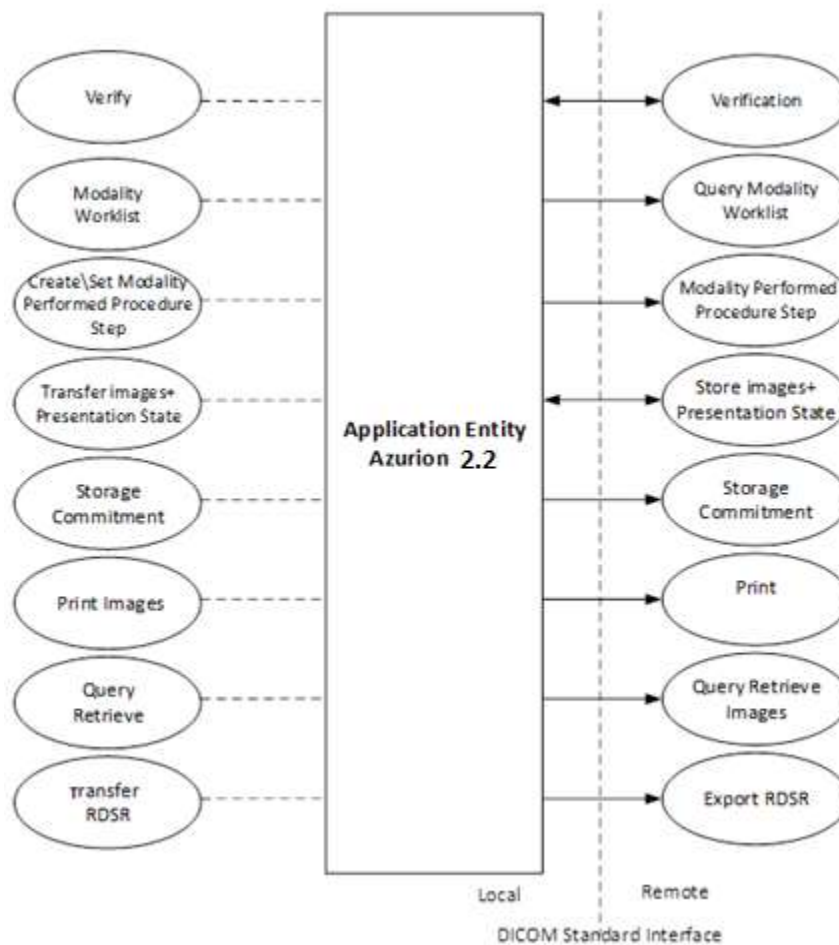 Verify
Modality
Worklist
Create\Set Modality
Performed Procedure
Step
Transfer images+
Presentation State
Storage
Commitment
Print Images
Query
Retrieve
Transfer
RDSR
Application Entity
Azurion 2.2
Verification
Query Modality
Worklist
Modality Performed
Procedure Step
Store images+
Presentation State
Storage
Commitment
Print
Query Retrieve
Images
Export RDSR
Local
Remote
DICOM Standard Interface